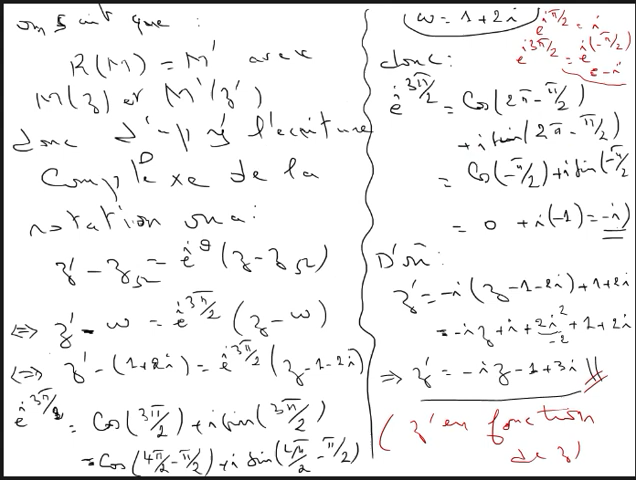 on sait que :
R(M) = M' avec
M(z) et M'(z')
donc d'après l'écriture
Complexe de la
rotation on a :
z' - z_Ω = e^{iθ} (z - z_Ω)
⟺ z' - ω = e^{i3π/2} (z - ω)
⟺ z' - (1+2i) = e^{i3π/2} (z-1-2i)
e^{i3π/2} = Cos(3π/2) + i sin(3π/2)
= Cos(4π/2 - π/2) + i sin(4π/2 - π/2)
ω = 1 + 2i
e^{iπ/2} = i
e^{i3π/2} = e^{i(-π/2)}
e - i
donc :
e^{i3π/2} = Cos(2π - π/2)
+ i sin(2π - π/2)
= Cos(-π/2) + i sin(-π/2)
= 0 + i(-1) = -i)
D'où :
z' = -i(z-1-2i)+1+2i
= -iz + i + 2i² + 1 + 2i
-2
⇒ z' = -iz - 1 + 3i
( z' en fonction
de z)